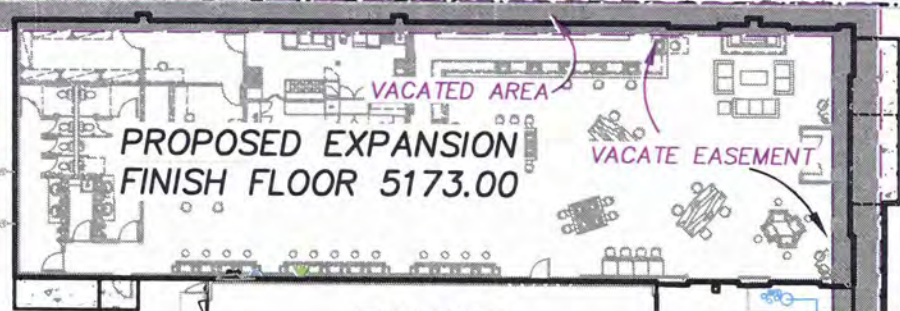 VACATED AREA
PROPOSED EXPANSION
FINISH FLOOR 5173.00
VACATE EASEMENT